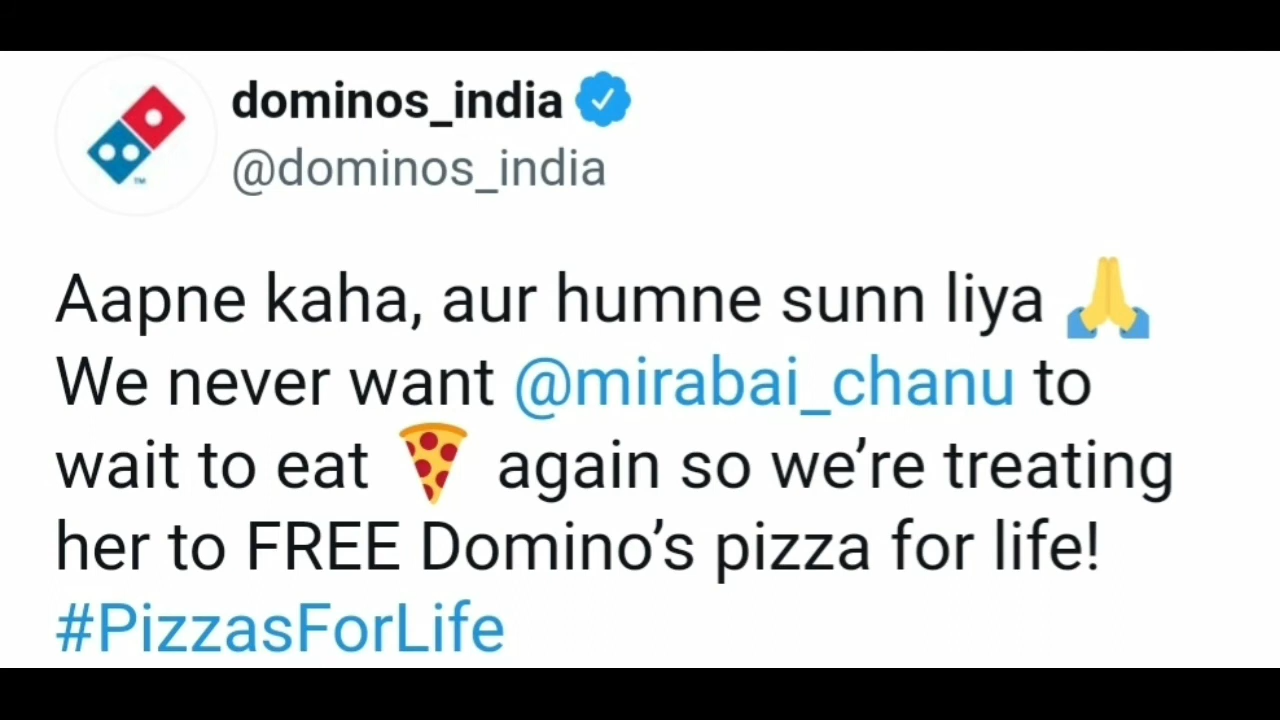 dominos_india
@dominos_india
Aapne kaha, aur humne sunn liya 🙏
We never want @mirabai_chanu to
wait to eat 🍕 again so we’re treating
her to FREE Domino’s pizza for life!
#PizzasForLife